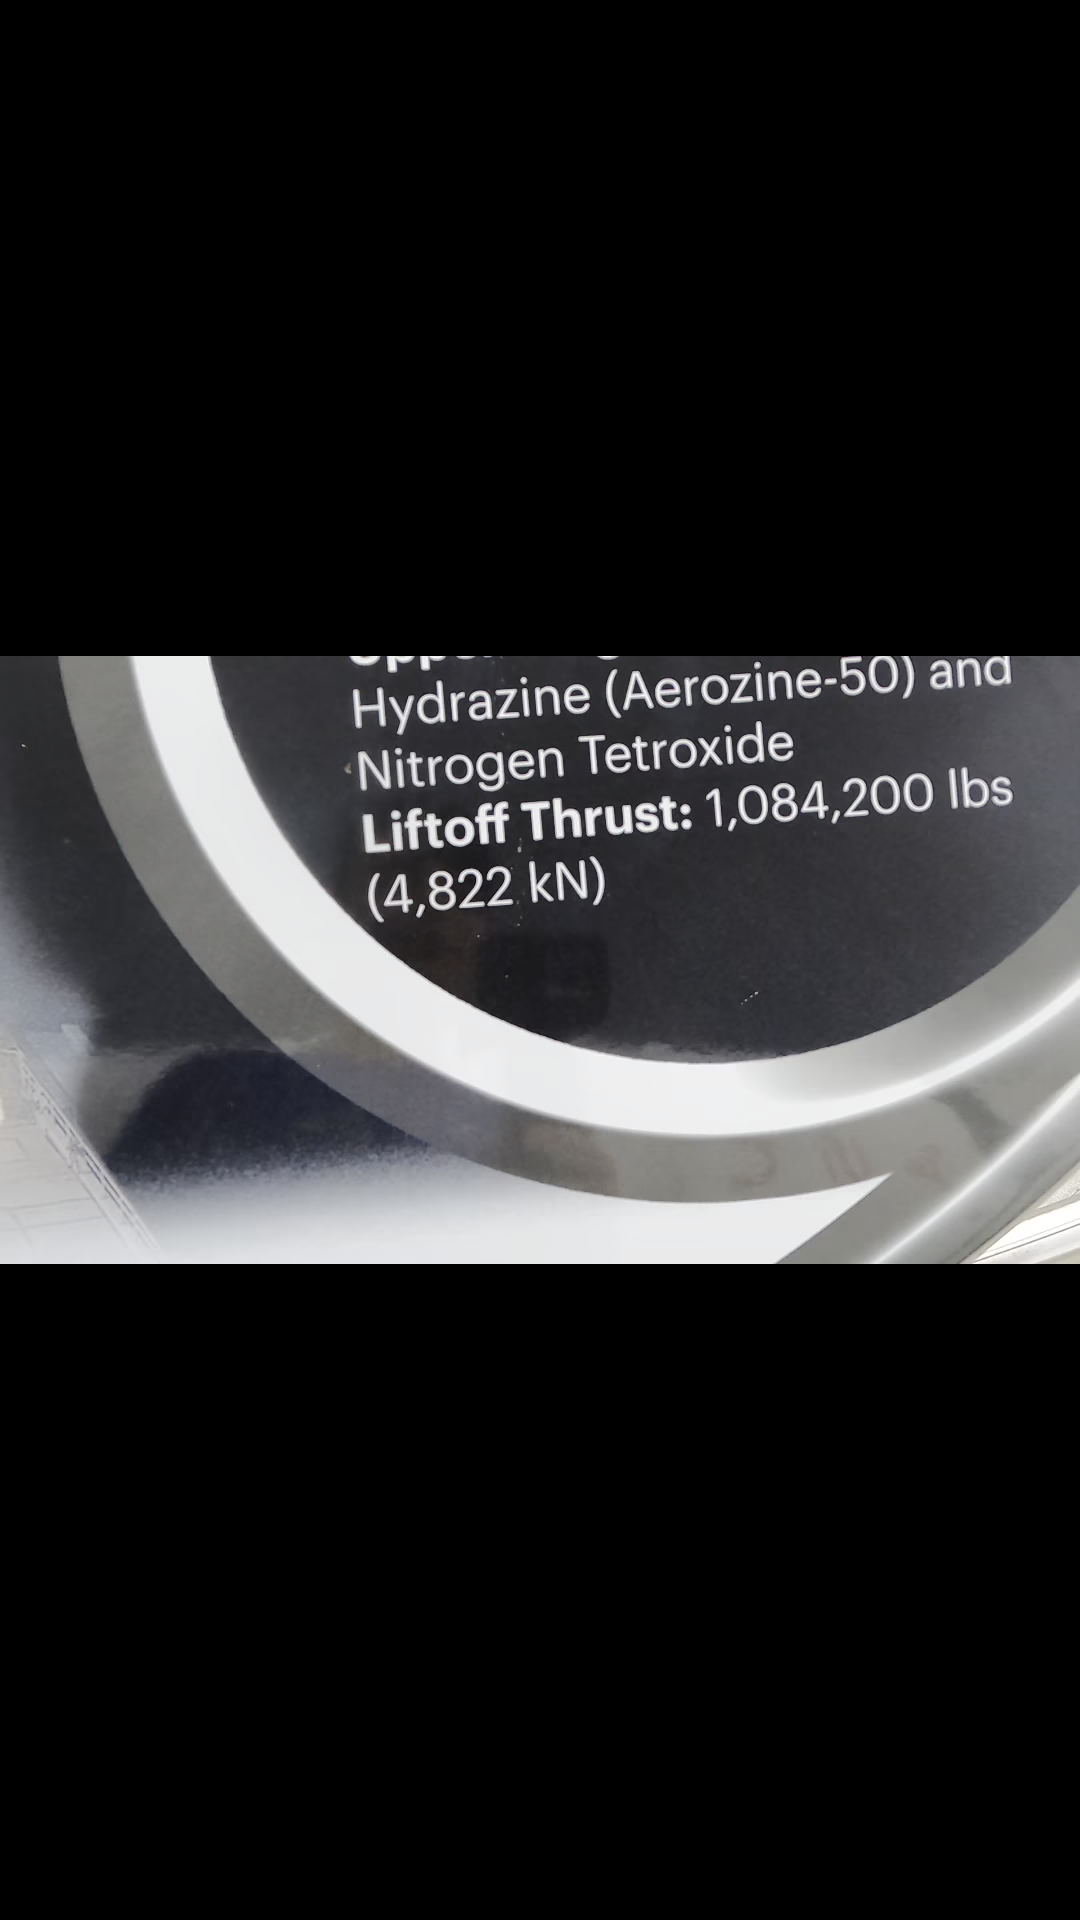 Hydrazine (Aerozine-50) and
Nitrogen Tetroxide
Liftoff Thrust: 1,084,200 lbs
(4,822 kN)